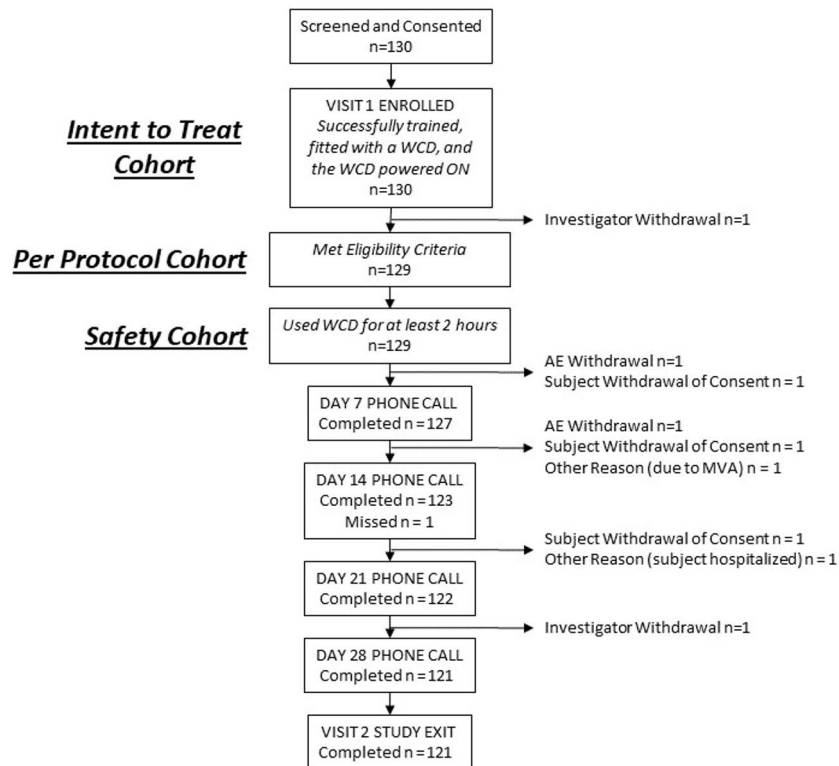 Screened and Consented
n=130
Intent to Treat
Cohort
VISIT 1 ENROLLED
Successfully trained,
fitted with a WCD, and
the WCD powered ON
n=130
Investigator Withdrawal n=1
Per Protocol Cohort
Met Eligibility Criteria
n=129
Safety Cohort
Used WCD for at least 2 hours
n=129
AE Withdrawal n=1
Subject Withdrawal of Consent n = 1
DAY 7 PHONE CALL
Completed n = 127
AE Withdrawal n=1
Subject Withdrawal of Consent n = 1
Other Reason (due to MVA) n = 1
DAY 14 PHONE CALL
Completed n = 123
Missed n = 1
Subject Withdrawal of Consent n = 1
Other Reason (subject hospitalized) n = 1
DAY 21 PHONE CALL
Completed n = 122
Investigator Withdrawal n=1
DAY 28 PHONE CALL
Completed n = 121
VISIT 2 STUDY EXIT
Completed n = 121